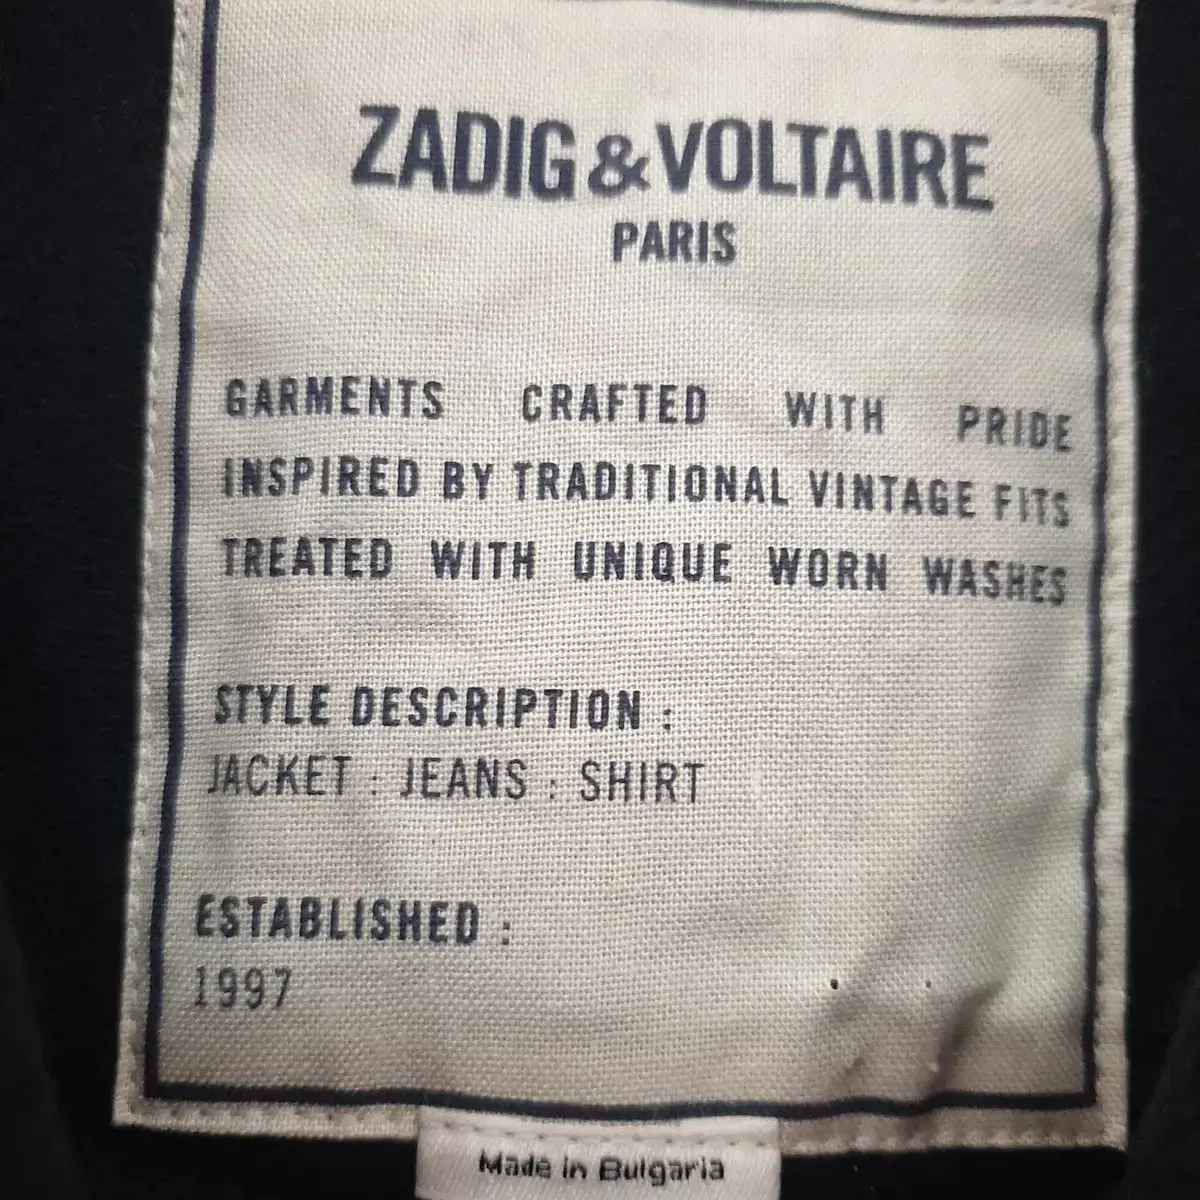 ZADIG & VOLTAIRE
PARIS
GARMENTS CRAFTED WITH PRIDE
INSPIRED BY TRADITIONAL VINTAGE FITS
TREATED WITH UNIQUE WORN WASHES
STYLE DESCRIPTION :
JACKET : JEANS : SHIRT
ESTABLISHED :
1997
Made in Bulgaria